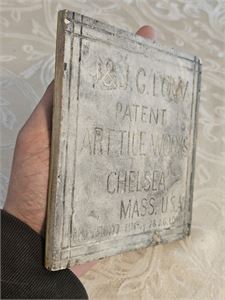 J.& J.G. LOW
PATENT
ART TILE WORKS
CHELSEA
MASS. U.S.A.